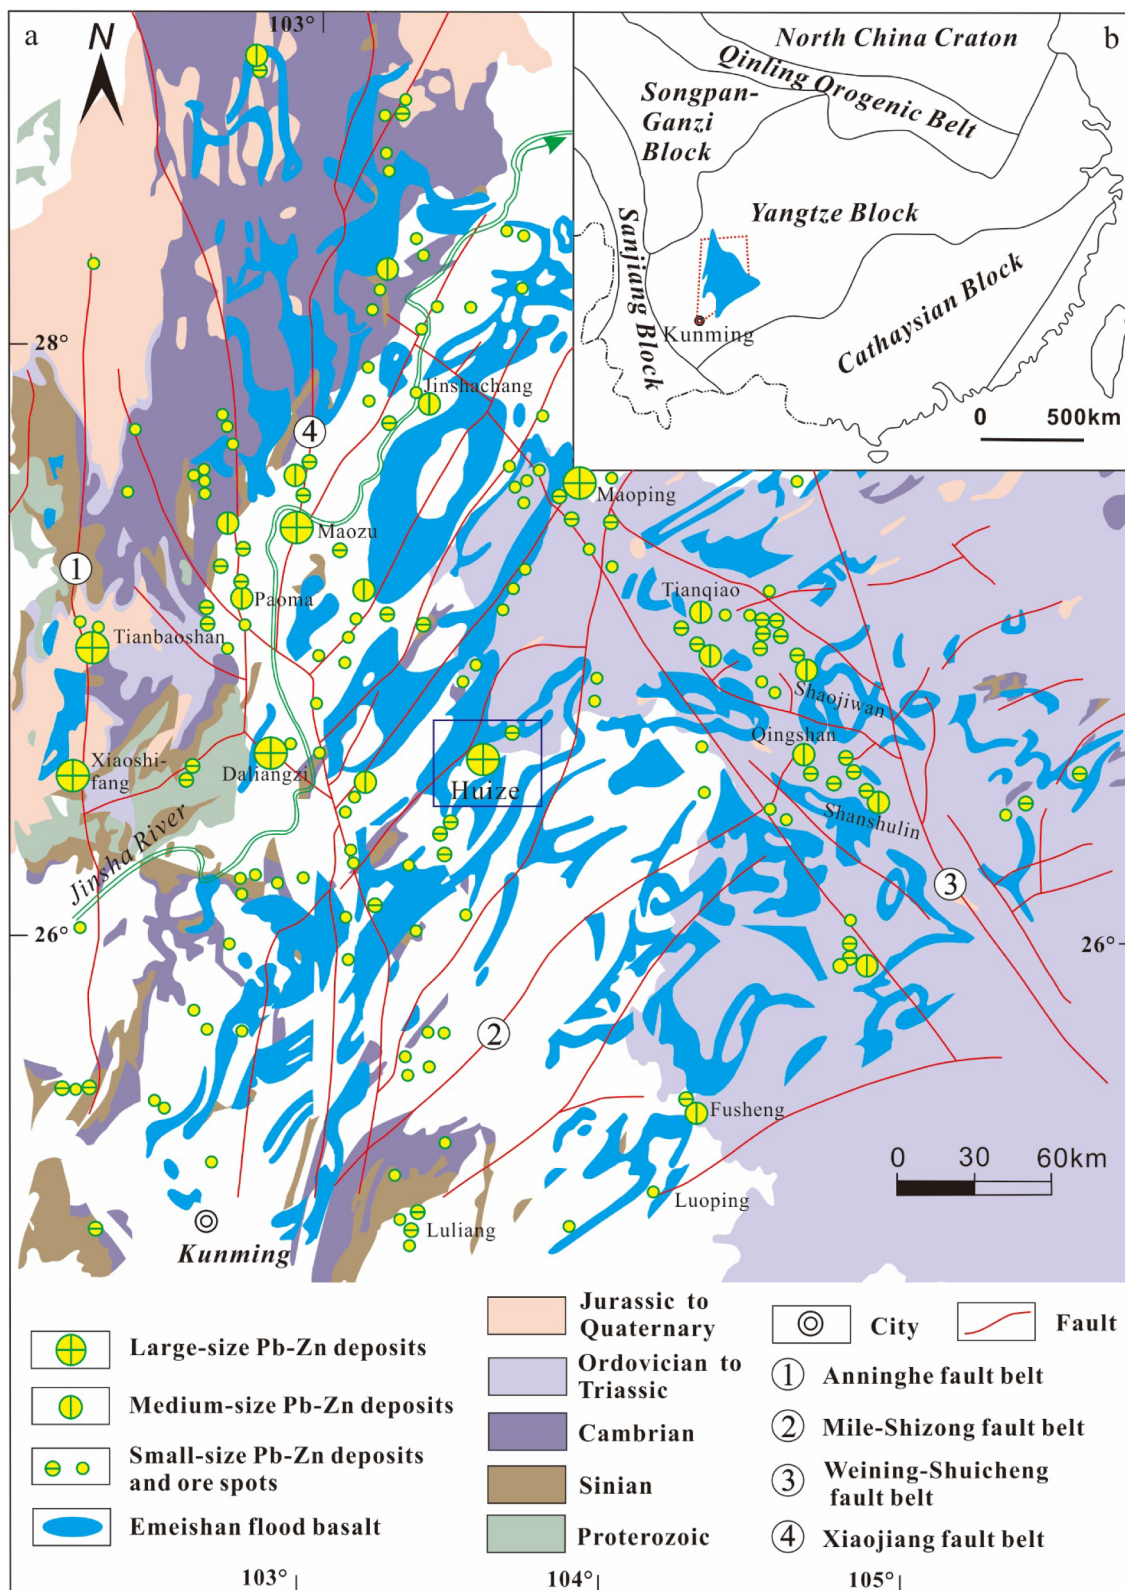 a
103°
N
b
North China Craton
Qinling Orogenic Belt
Songpan-
Ganzi
Block
Yangtze Block
Sanjiang Block
Cathaysian Block
Kunming
0 500km
28°
Jinshachang
4
Maoping
Maozu
1
Paoma
Tianqiao
Tianbaoshan
Shaojiwan
Qingshan
Xiaoshi-
fang
Daliangzi
Huize
Shanshulin
Jinsha River
3
26°
26°
2
Fusheng
0 30 60km
Luoping
Luliang
Kunming
Large-size Pb-Zn deposits
Medium-size Pb-Zn deposits
Small-size Pb-Zn deposits
and ore spots
Emeishan flood basalt
Jurassic to
Quaternary
Ordovician to
Triassic
Cambrian
Sinian
Proterozoic
City
Fault
1 Anninghe fault belt
2 Mile-Shizong fault belt
3 Weining-Shuicheng
fault belt
4 Xiaojiang fault belt
103°
104°
105°